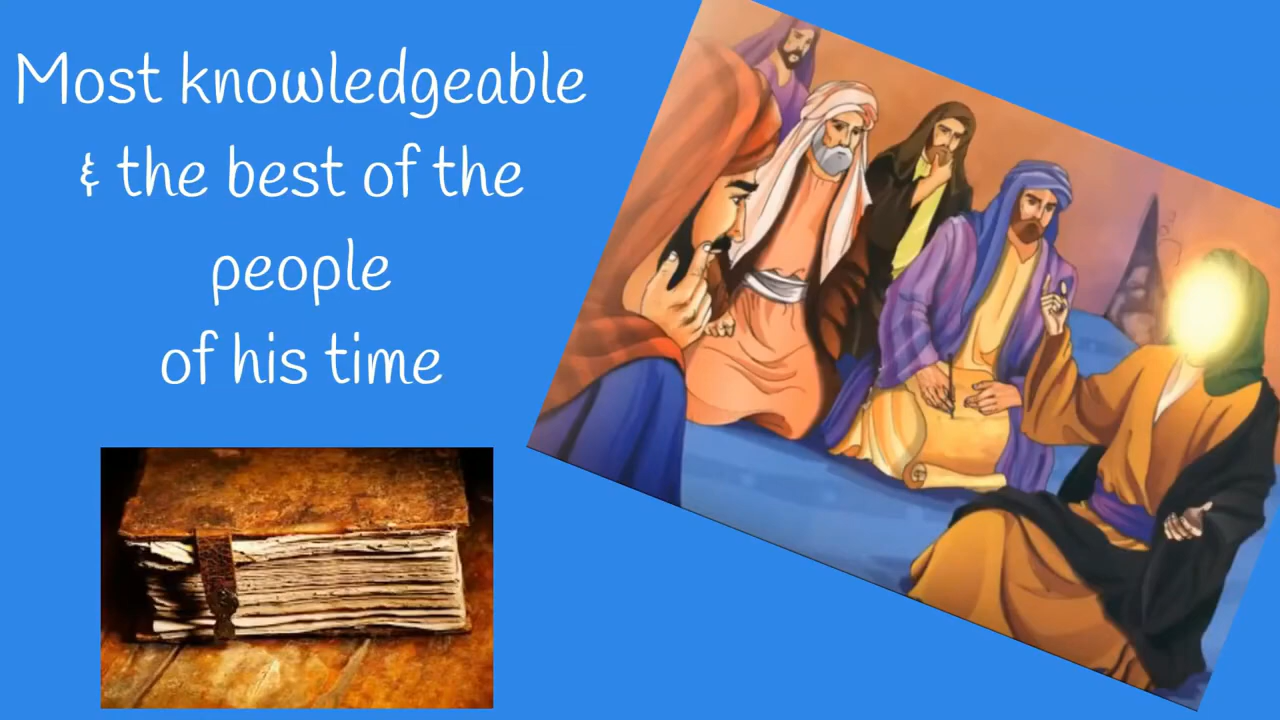 Most knowledgeable
& the best of the
people
of his time